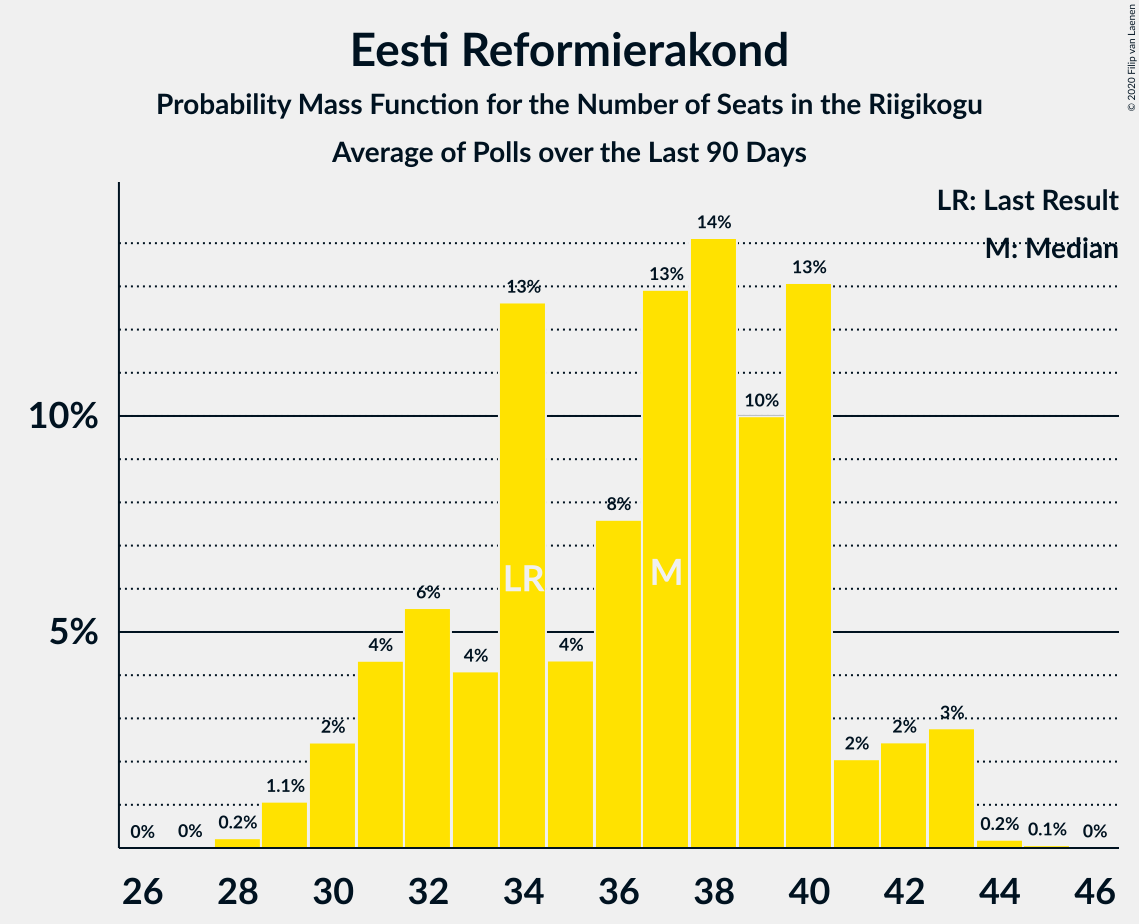 Eesti Reformierakond
Probability Mass Function for the Number of Seats in the Riigikogu
Average of Polls over the Last 90 Days
© 2020 Filip van Laenen
LR: Last Result
M: Median
10%
5%
0%
0%
0.2%
1.1%
2%
4%
6%
4%
13%
4%
8%
13%
14%
10%
13%
2%
2%
3%
0.2%
0.1%
0%
LR
M
26 28 30 32 34 36 38 40 42 44 46